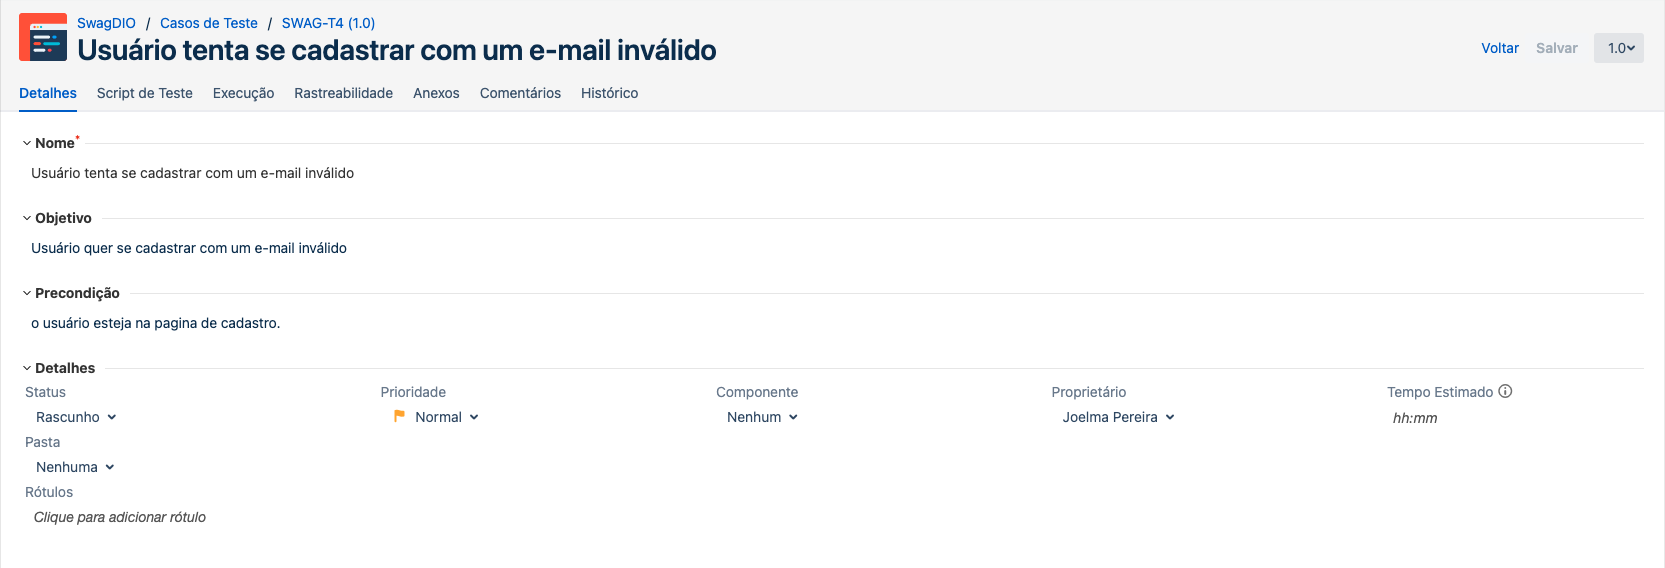 SwagDIO / Casos de Teste / SWAG-T4 (1.0)
Usuário tenta se cadastrar com um e-mail inválido
Voltar Salvar 1.0
Detalhes Script de Teste Execução Rastreabilidade Anexos Comentários Histórico
Nome*
Usuário tenta se cadastrar com um e-mail inválido
Objetivo
Usuário quer se cadastrar com um e-mail inválido
Precondição
o usuário esteja na pagina de cadastro.
Detalhes
Status Prioridade Componente Proprietário Tempo Estimado
Rascunho Normal Nenhum Joelma Pereira hh:mm
Pasta
Nenhuma
Rótulos
Clique para adicionar rótulo